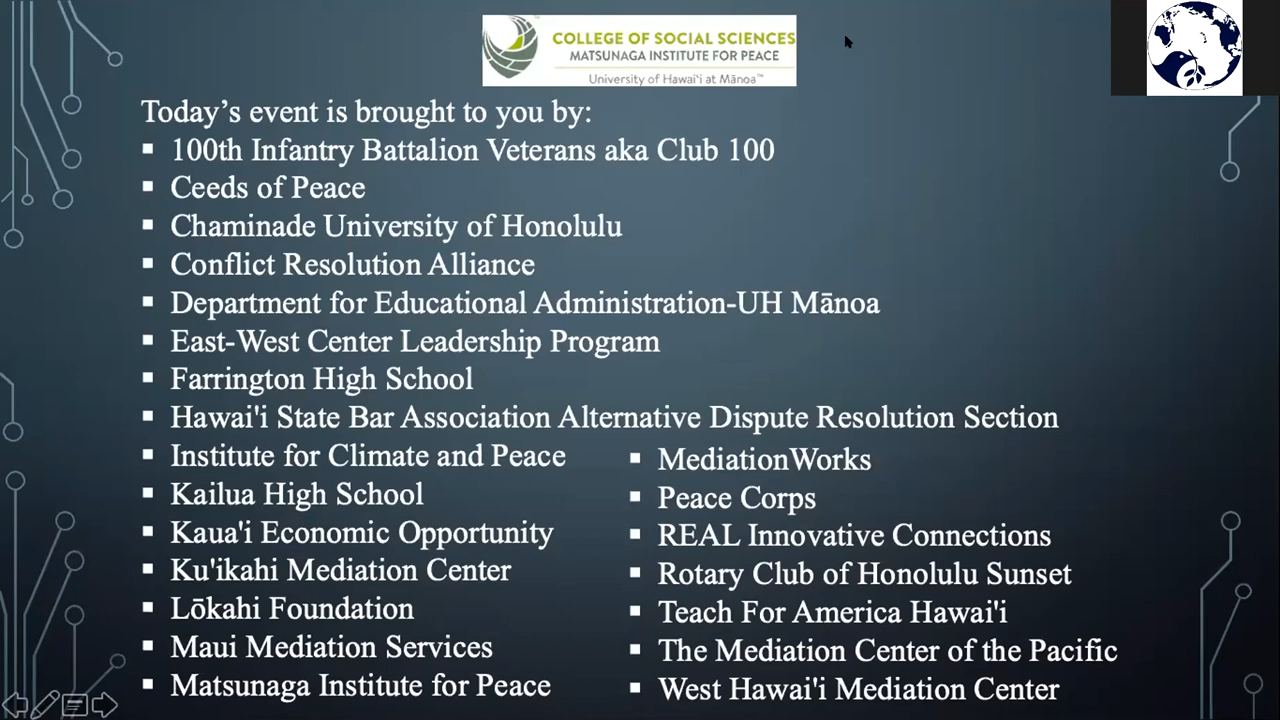 COLLEGE OF SOCIAL SCIENCES
MATSUNAGA INSTITUTE FOR PEACE
University of Hawai'i at Mānoa™
Today's event is brought to you by:
▪ 100th Infantry Battalion Veterans aka Club 100
▪ Ceeds of Peace
▪ Chaminade University of Honolulu
▪ Conflict Resolution Alliance
▪ Department for Educational Administration-UH Mānoa
▪ East-West Center Leadership Program
▪ Farrington High School
▪ Hawai'i State Bar Association Alternative Dispute Resolution Section
▪ Institute for Climate and Peace
▪ Kailua High School
▪ Kaua'i Economic Opportunity
▪ Ku'ikahi Mediation Center
▪ Lōkahi Foundation
▪ Maui Mediation Services
▪ Matsunaga Institute for Peace
▪ MediationWorks
▪ Peace Corps
▪ REAL Innovative Connections
▪ Rotary Club of Honolulu Sunset
▪ Teach For America Hawai'i
▪ The Mediation Center of the Pacific
▪ West Hawai'i Mediation Center